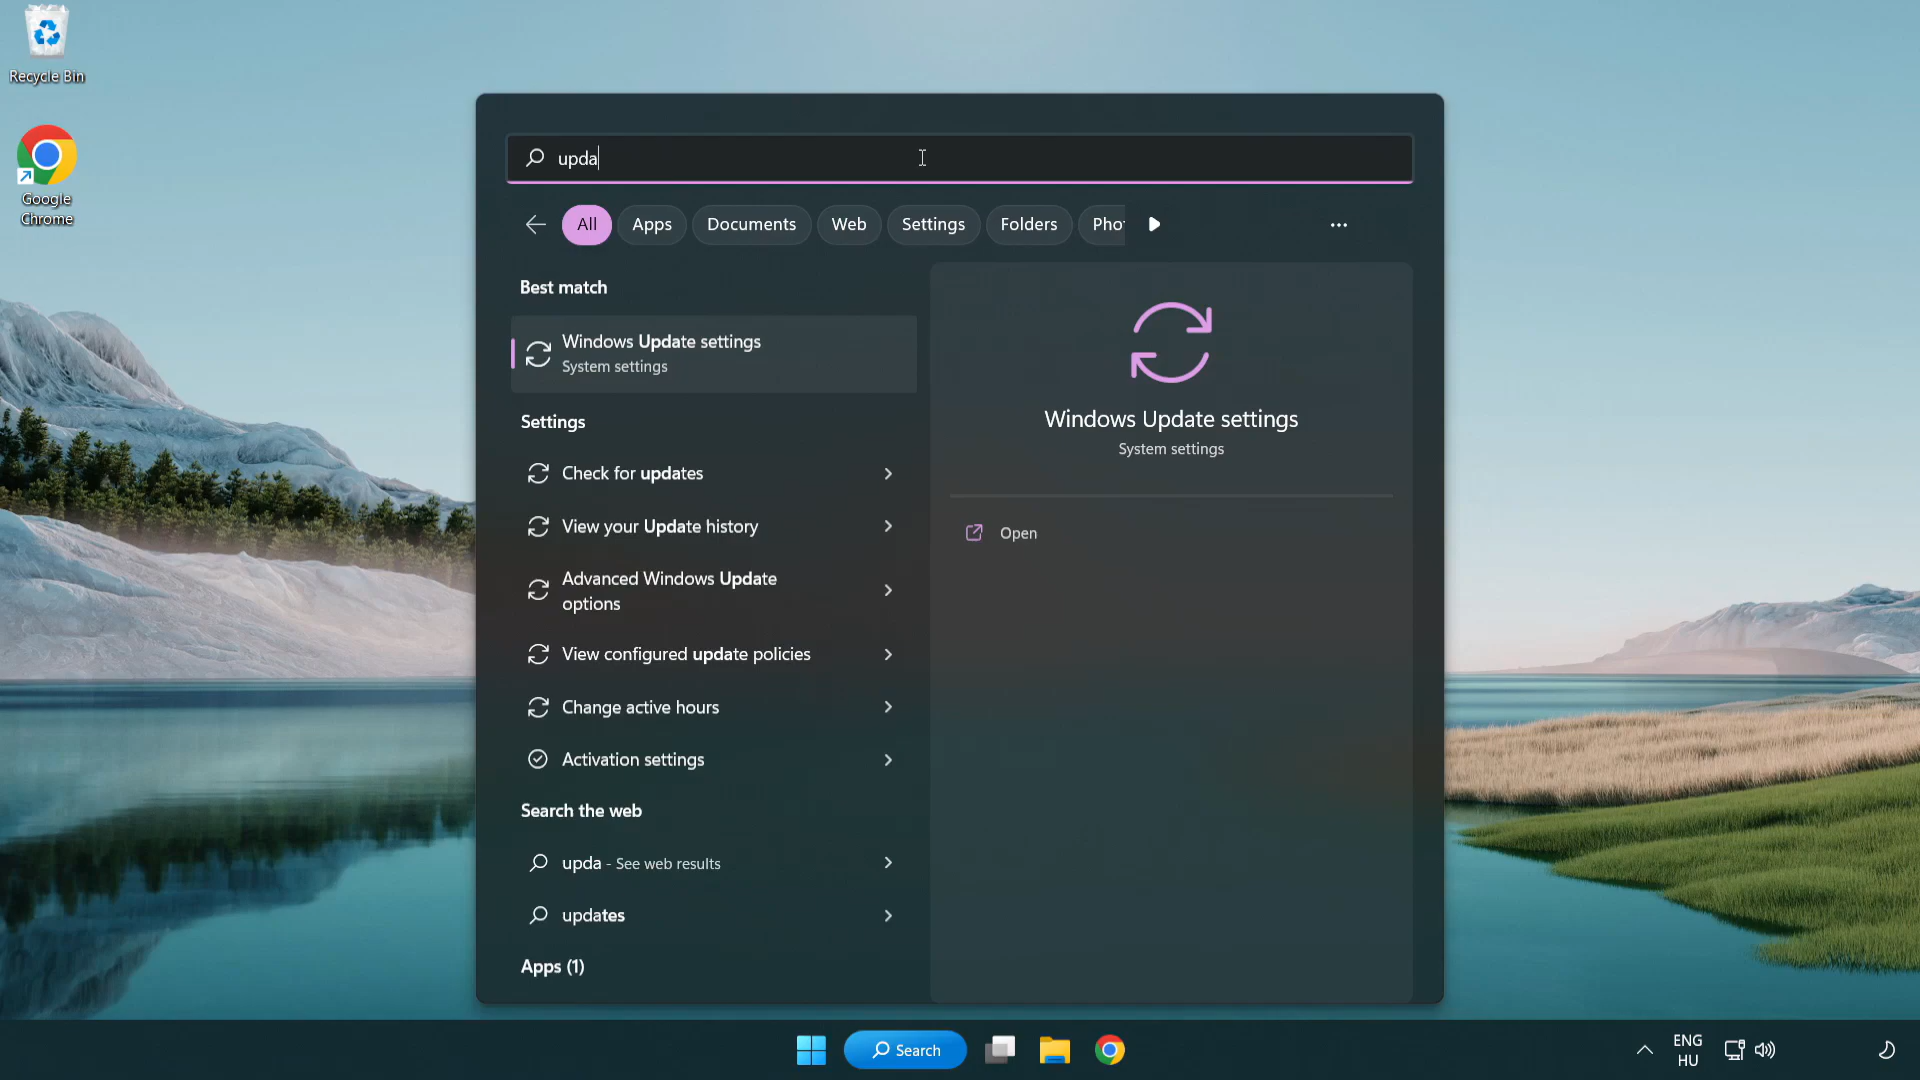 Recycle Bin
Google
Chrome
upda
All
Apps
Documents
Web
Settings
Folders
Pho
Best match
Windows Update settings
System settings
Settings
Check for updates
View your Update history
Advanced Windows Update
options
View configured update policies
Change active hours
Activation settings
Search the web
upda - See web results
updates
Apps (1)
Windows Update settings
System settings
Open
Search
ENG
HU